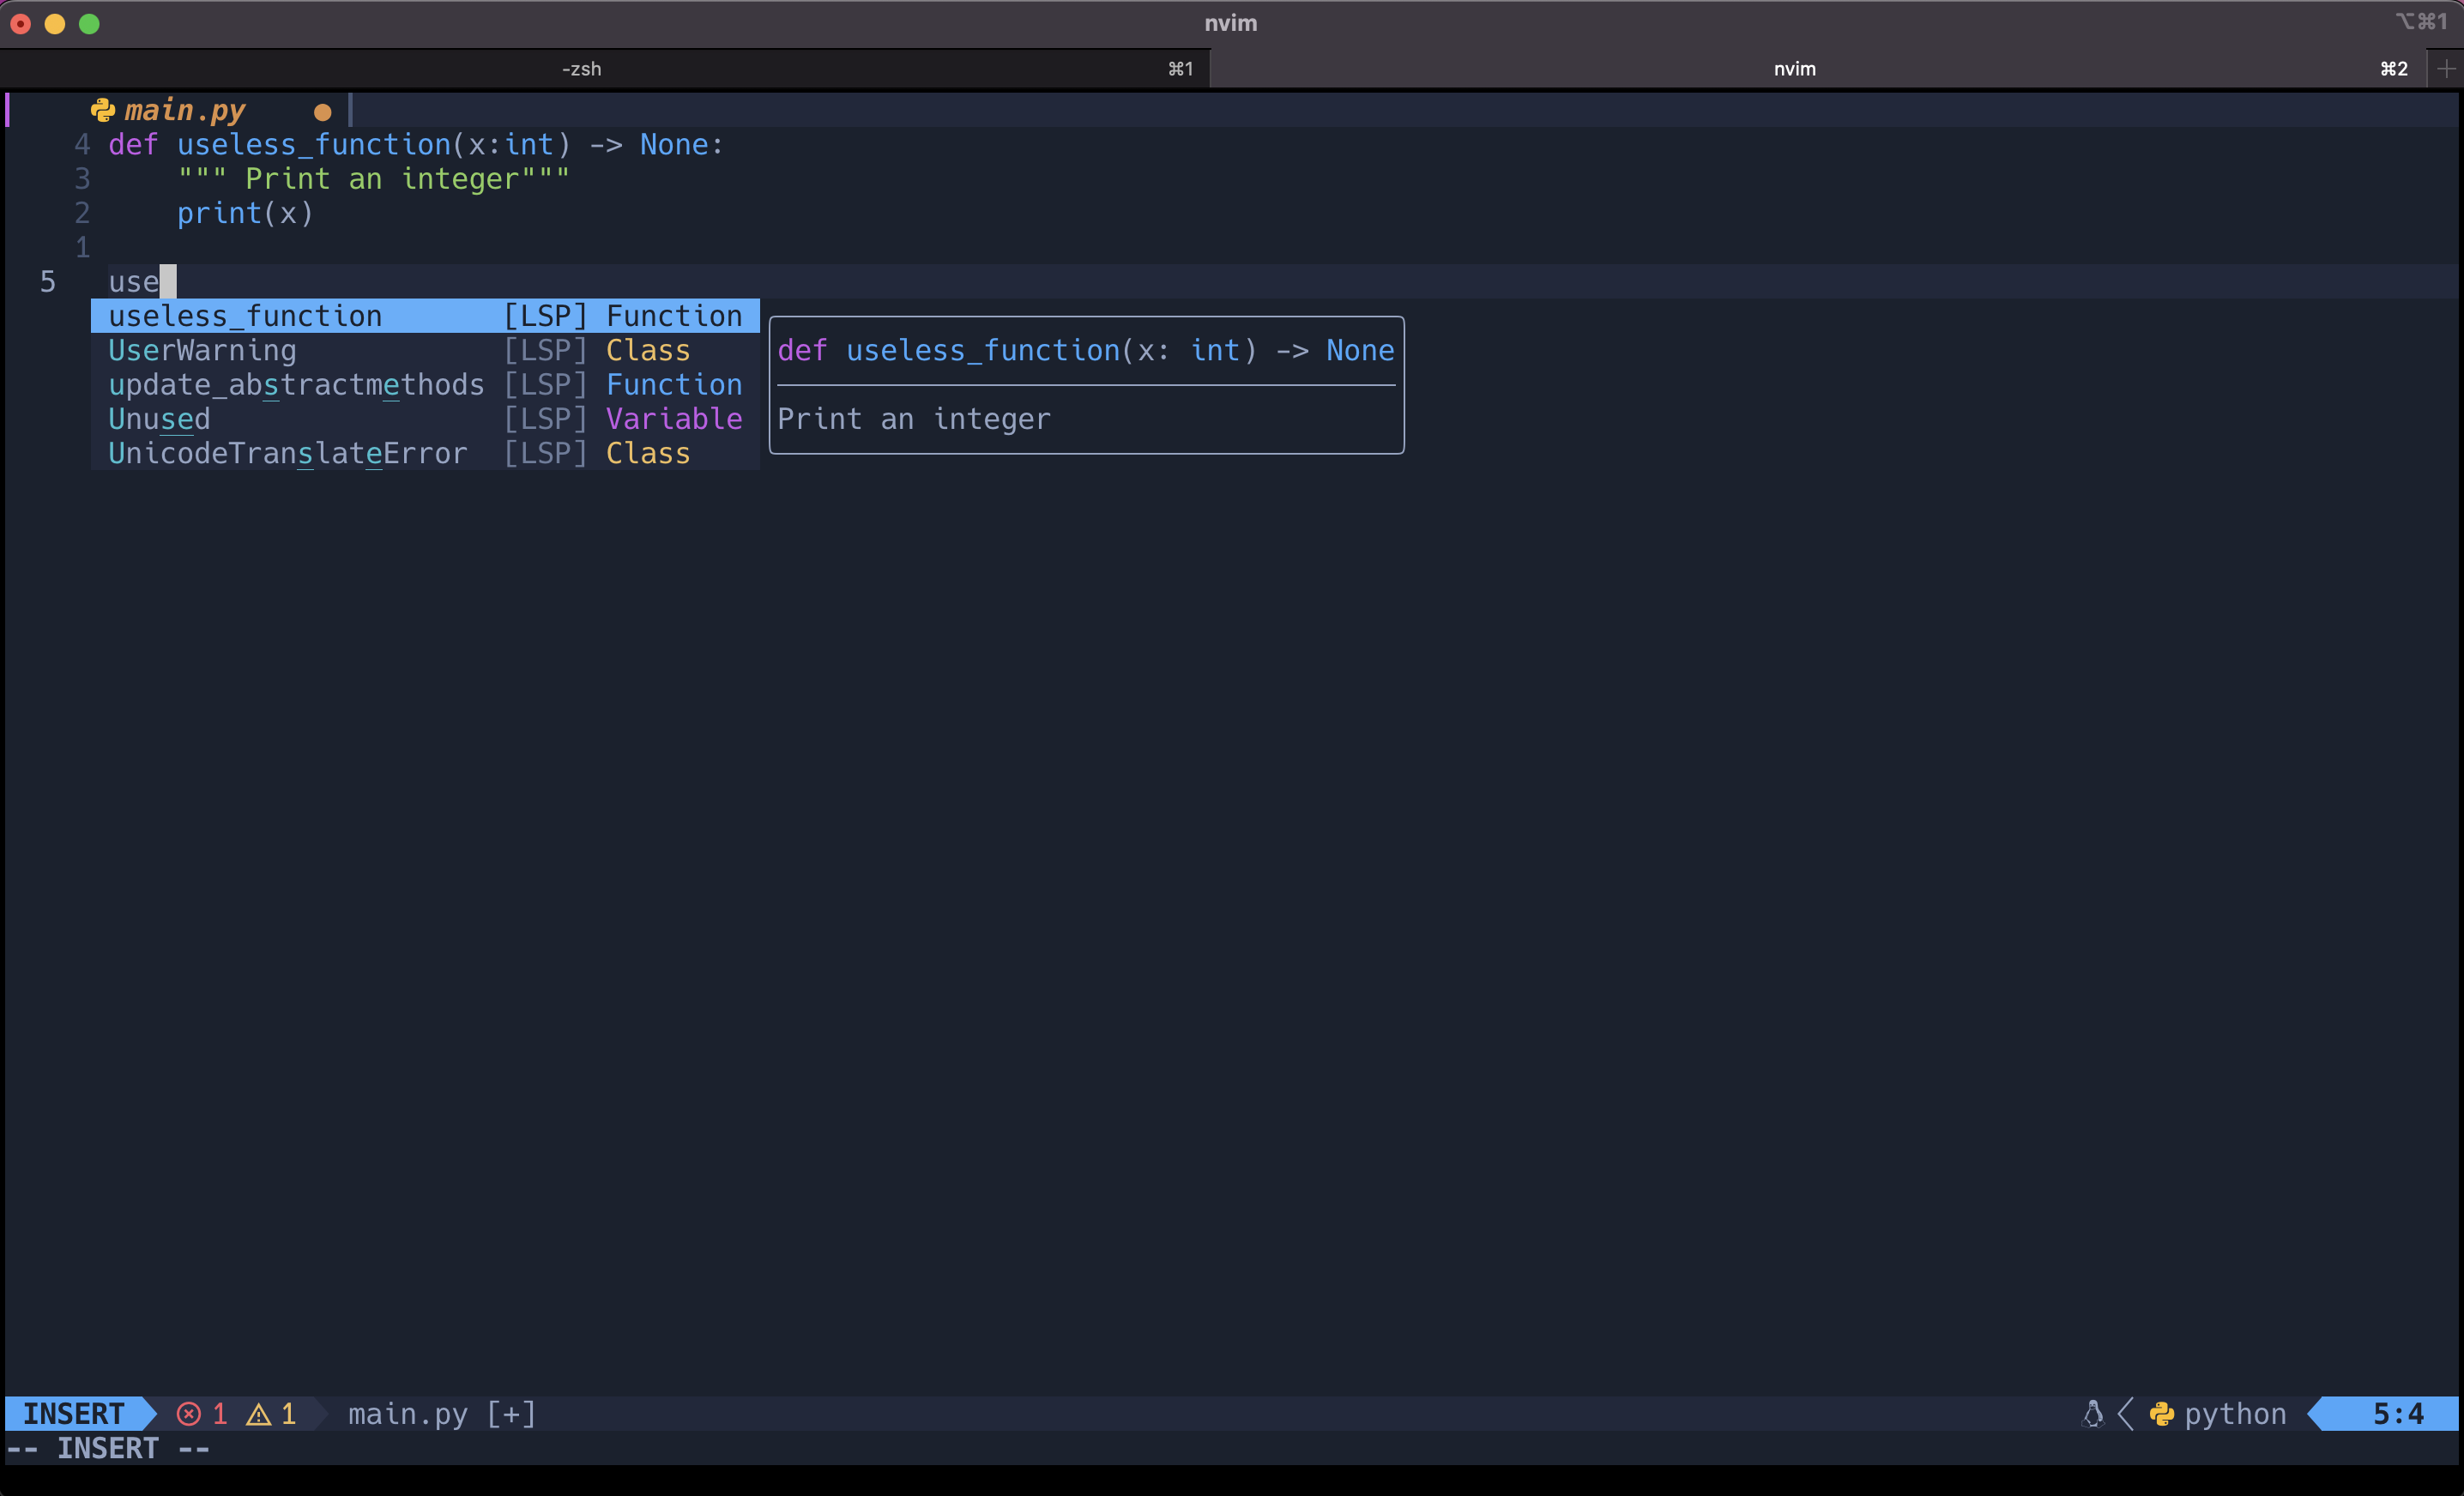 nvim ⌥⌘1
-zsh ⌘1 nvim ⌘2 +
main.py ●
4 def useless_function(x:int) -> None:
3     """ Print an integer"""
2     print(x)
1
5 use
useless_function [LSP] Function
UserWarning [LSP] Class
update_abstractmethods [LSP] Function
Unused [LSP] Variable
UnicodeTranslateError [LSP] Class
def useless_function(x: int) -> None
Print an integer
INSERT 1 1 main.py [+] python 5:4
-- INSERT --